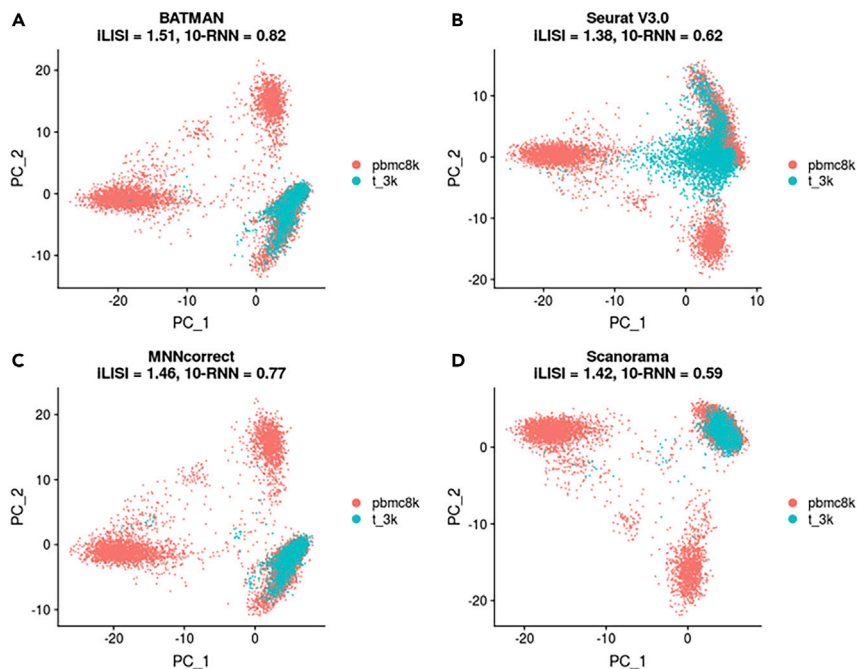 A
BATMAN
iLISI = 1.51, 10-RNN = 0.82
20
10
0
-10
PC_2
-20
-10
0
PC_1
pbmc8k
t_3k
B
Seurat V3.0
iLISI = 1.38, 10-RNN = 0.62
10
0
-10
-20
PC_2
-20
-10
0
10
PC_1
pbmc8k
t_3k
C
MNNcorrect
iLISI = 1.46, 10-RNN = 0.77
20
10
0
-10
PC_2
-20
-10
0
PC_1
pbmc8k
t_3k
D
Scanorama
iLISI = 1.42, 10-RNN = 0.59
0
-10
-20
PC_2
-20
-10
0
PC_1
pbmc8k
t_3k